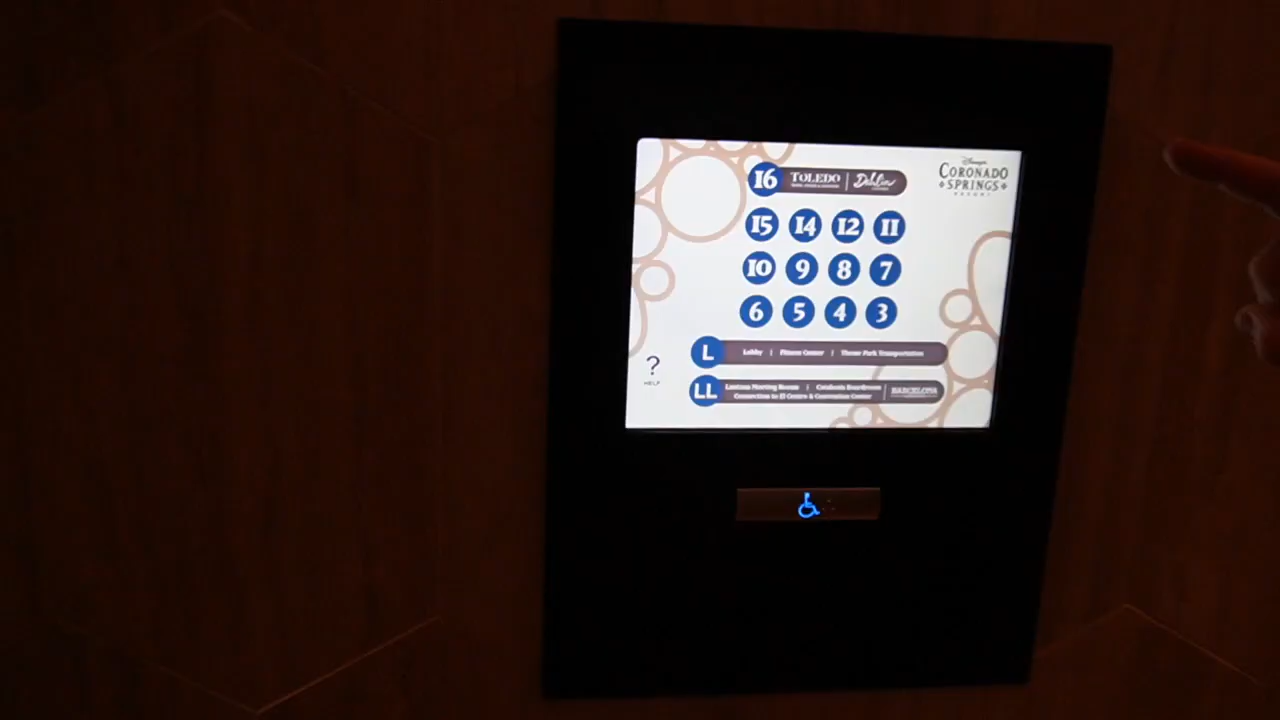 16 TOLEDO | Dahlia
Disney's
CORONADO
SPRINGS
RESORT
15 14 12 11
10 9 8 7
6 5 4 3
L Lobby | Fitness Center | Theme Park Transportation
?
HELP
LL Meeting Rooms | Catalonia Boardroom | BARCELONA
Connection to El Centro & Convention Center